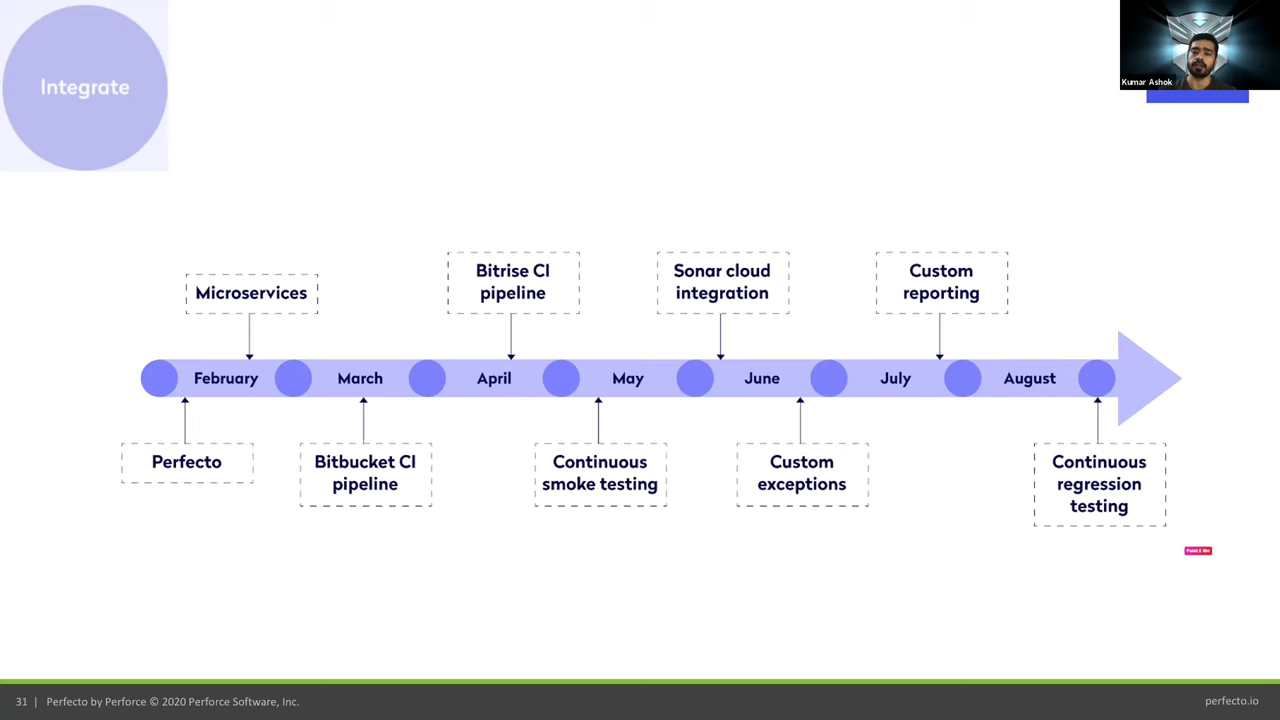 Integrate
Kumar Ashok
Microservices
Bitrise CI
pipeline
Sonar cloud
integration
Custom
reporting
February
March
April
May
June
July
August
Perfecto
Bitbucket CI
pipeline
Continuous
smoke testing
Custom
exceptions
Continuous
regression
testing
31 | Perfecto by Perforce © 2020 Perforce Software, Inc.
perfecto.io